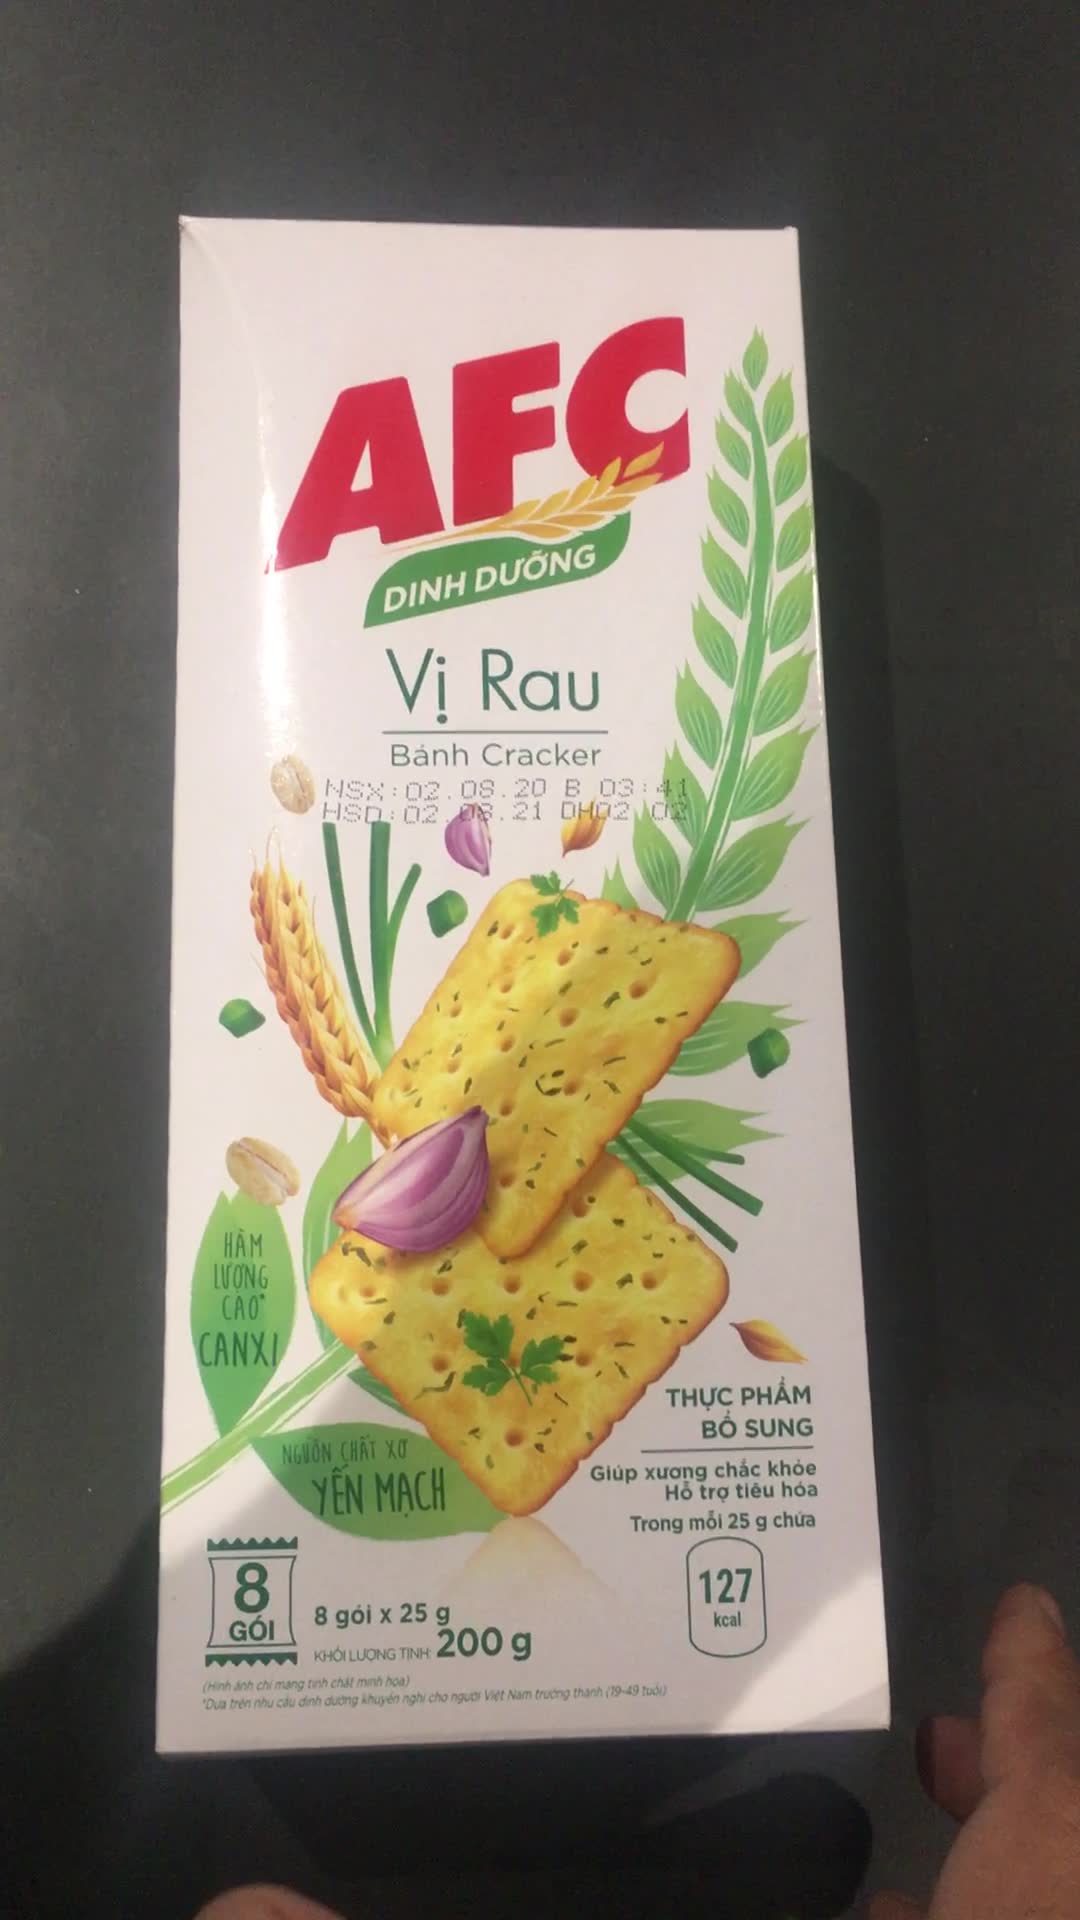 AFC
DINH DƯỠNG
Vị Rau
Bánh Cracker
NSX:02.08.20 B 03:41
HSD:02.08.21 DH02 02
HÀM
LƯỢNG
CAO*
CANXI
NGUỒN CHẤT XƠ
YẾN MẠCH
THỰC PHẨM
BỔ SUNG
Giúp xương chắc khỏe
Hỗ trợ tiêu hóa
Trong mỗi 25 g chứa
127
kcal
8
GÓI
8 gói x 25 g
KHỐI LƯỢNG TỊNH: 200 g
(Hình ảnh chỉ mang tính chất minh họa)
*Dựa trên nhu cầu dinh dưỡng khuyến nghị cho người Việt Nam trưởng thành (19-49 tuổi)